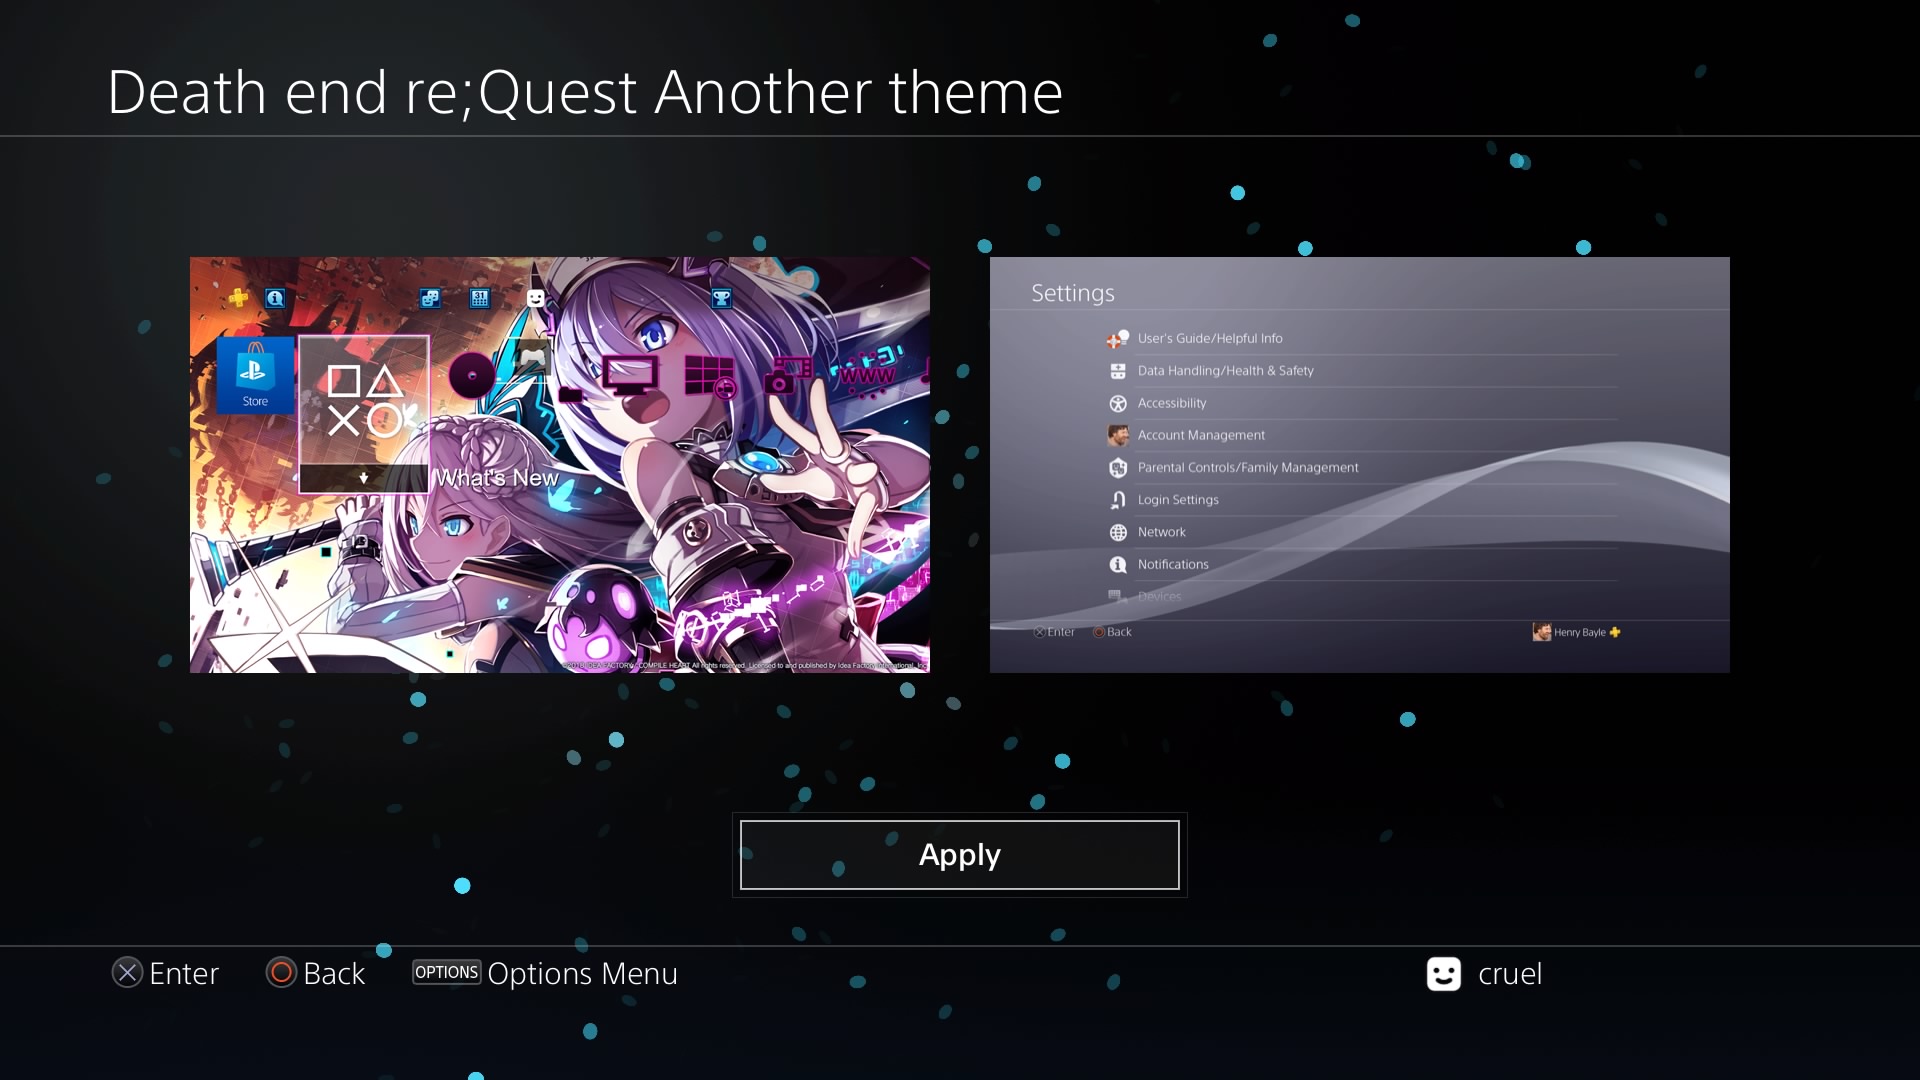 Death end re;Quest Another theme
31
Store
What's New
WWW
©2018 IDEA FACTORY/COMPILE HEART All rights reserved. Licensed to and published by Idea Factory International, Inc.
Settings
User's Guide/Helpful Info
Data Handling/Health & Safety
Accessibility
Account Management
Parental Controls/Family Management
Login Settings
Network
Notifications
Devices
Enter Back Henry Bayle
Apply
Enter Back OPTIONS Options Menu cruel